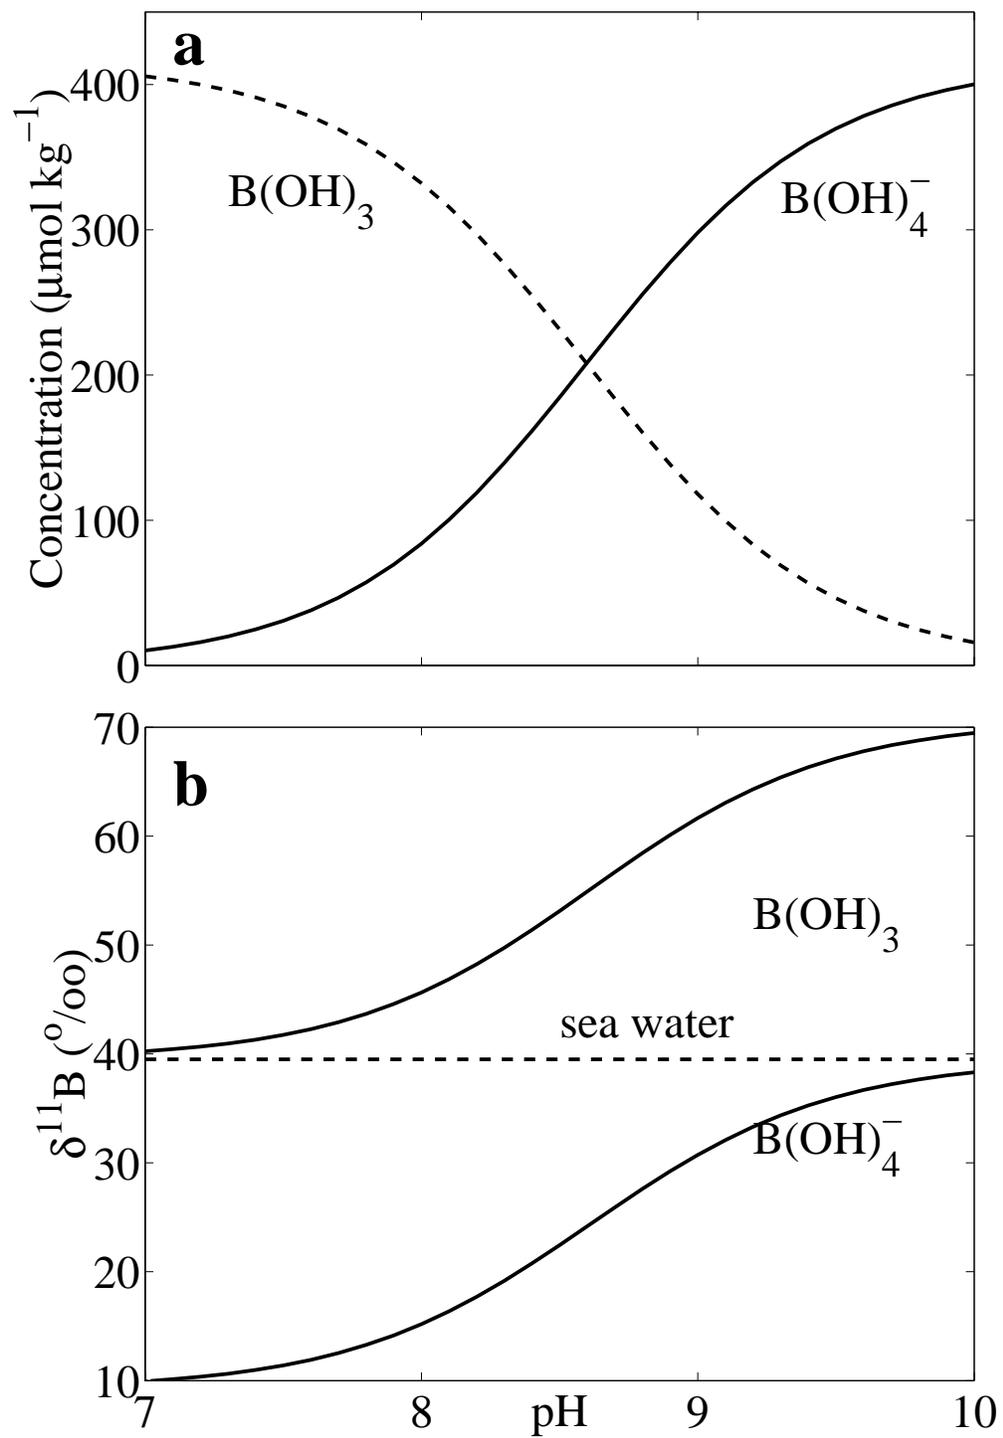 a
400
300
200
100
0
Concentration (μmol kg⁻¹)
B(OH)₃
B(OH)₄⁻
b
70
60
50
40
30
20
10
δ¹¹B (°/oo)
B(OH)₃
sea water
B(OH)₄⁻
7 8 pH 9 10